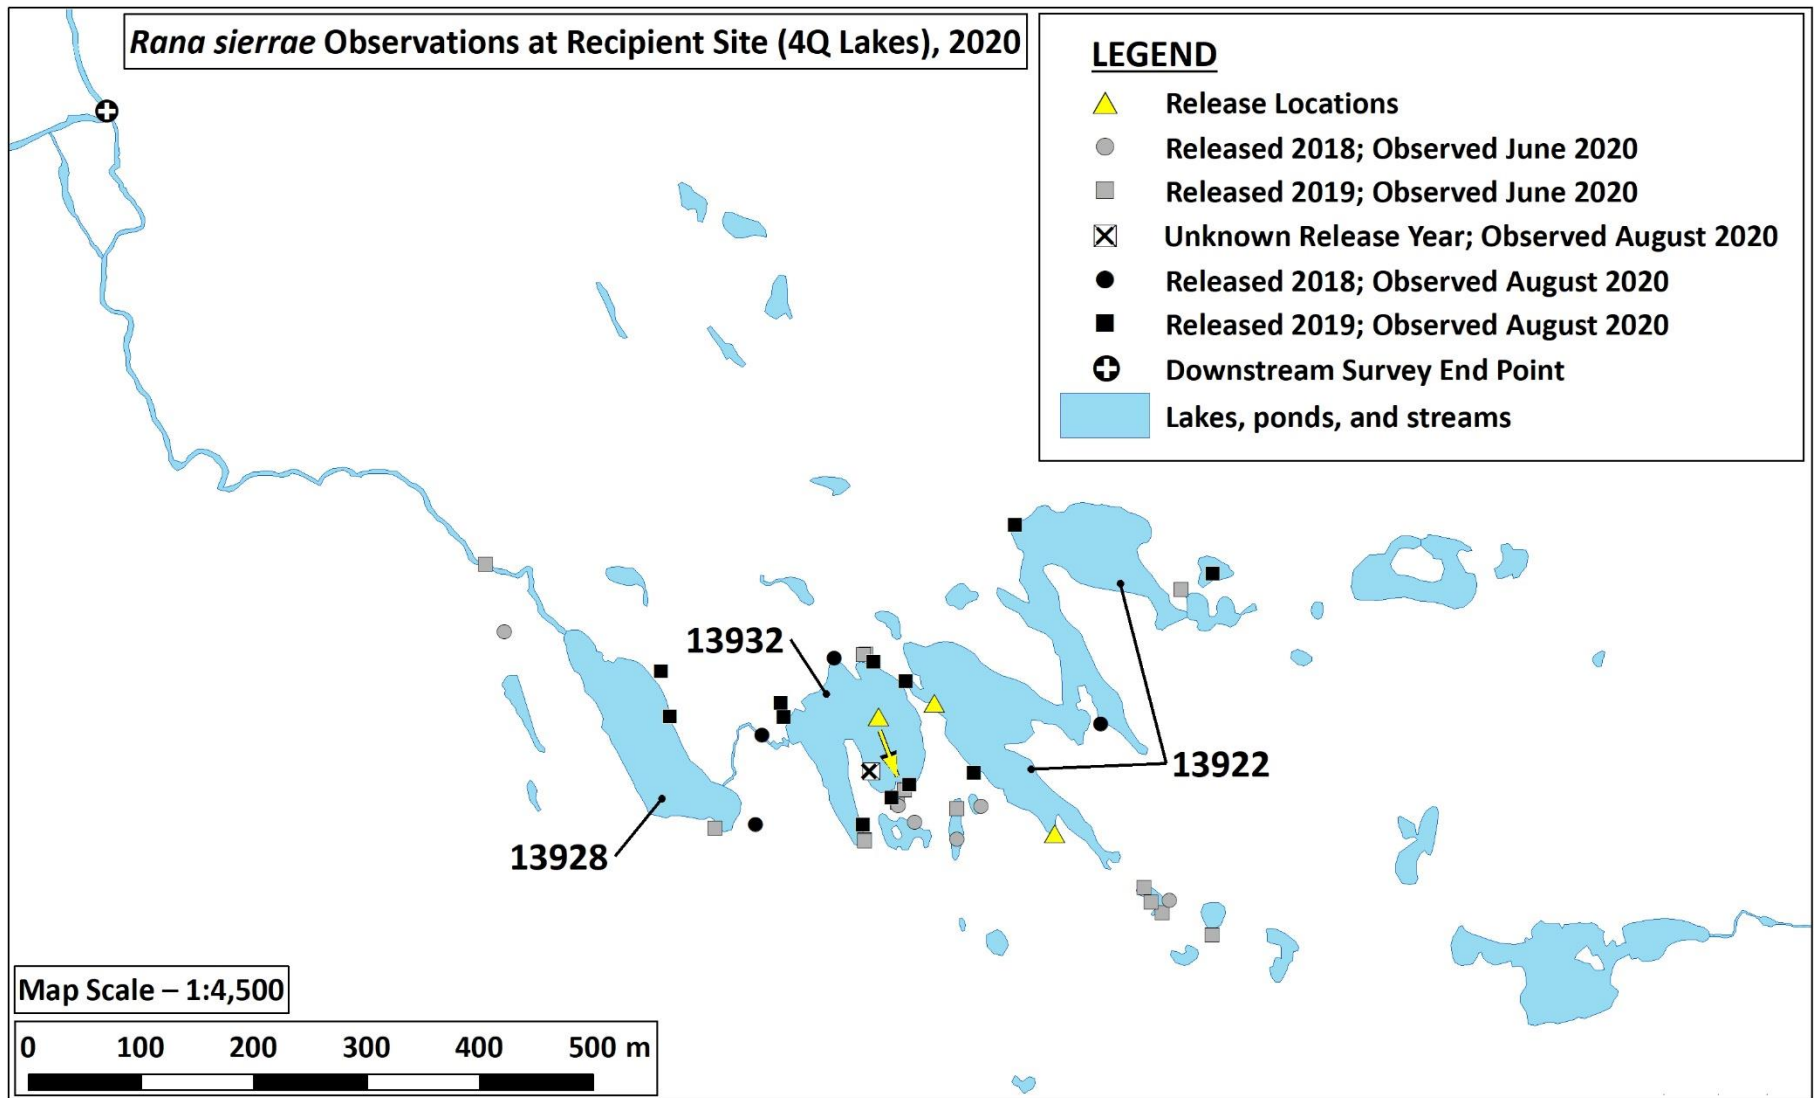 Rana sierrae Observations at Recipient Site (4Q Lakes), 2020
LEGEND
Release Locations
Released 2018; Observed June 2020
Released 2019; Observed June 2020
Unknown Release Year; Observed August 2020
Released 2018; Observed August 2020
Released 2019; Observed August 2020
Downstream Survey End Point
Lakes, ponds, and streams
13932
13922
13928
Map Scale – 1:4,500
0 100 200 300 400 500 m